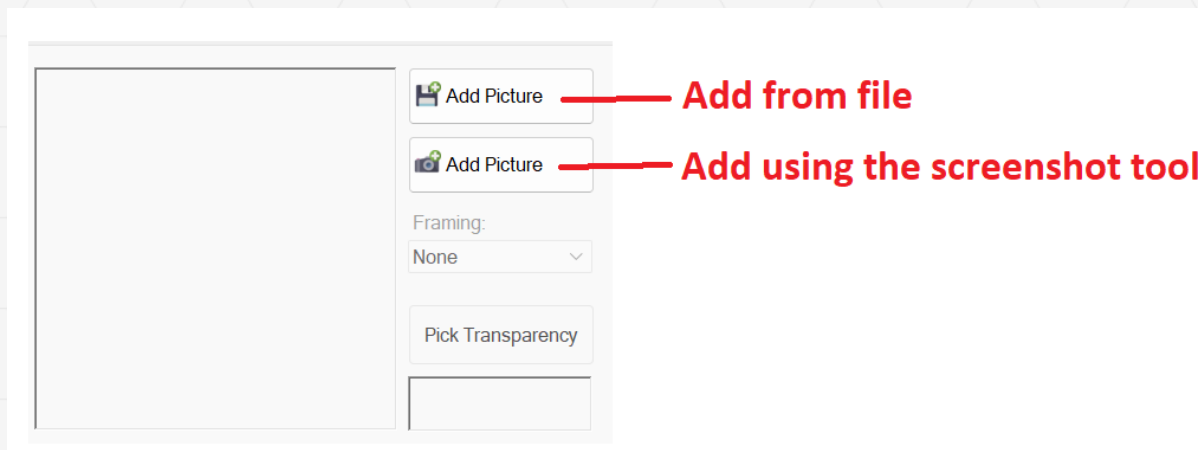 Add Picture
Add from file
Add Picture
Add using the screenshot tool
Framing:
None
Pick Transparency